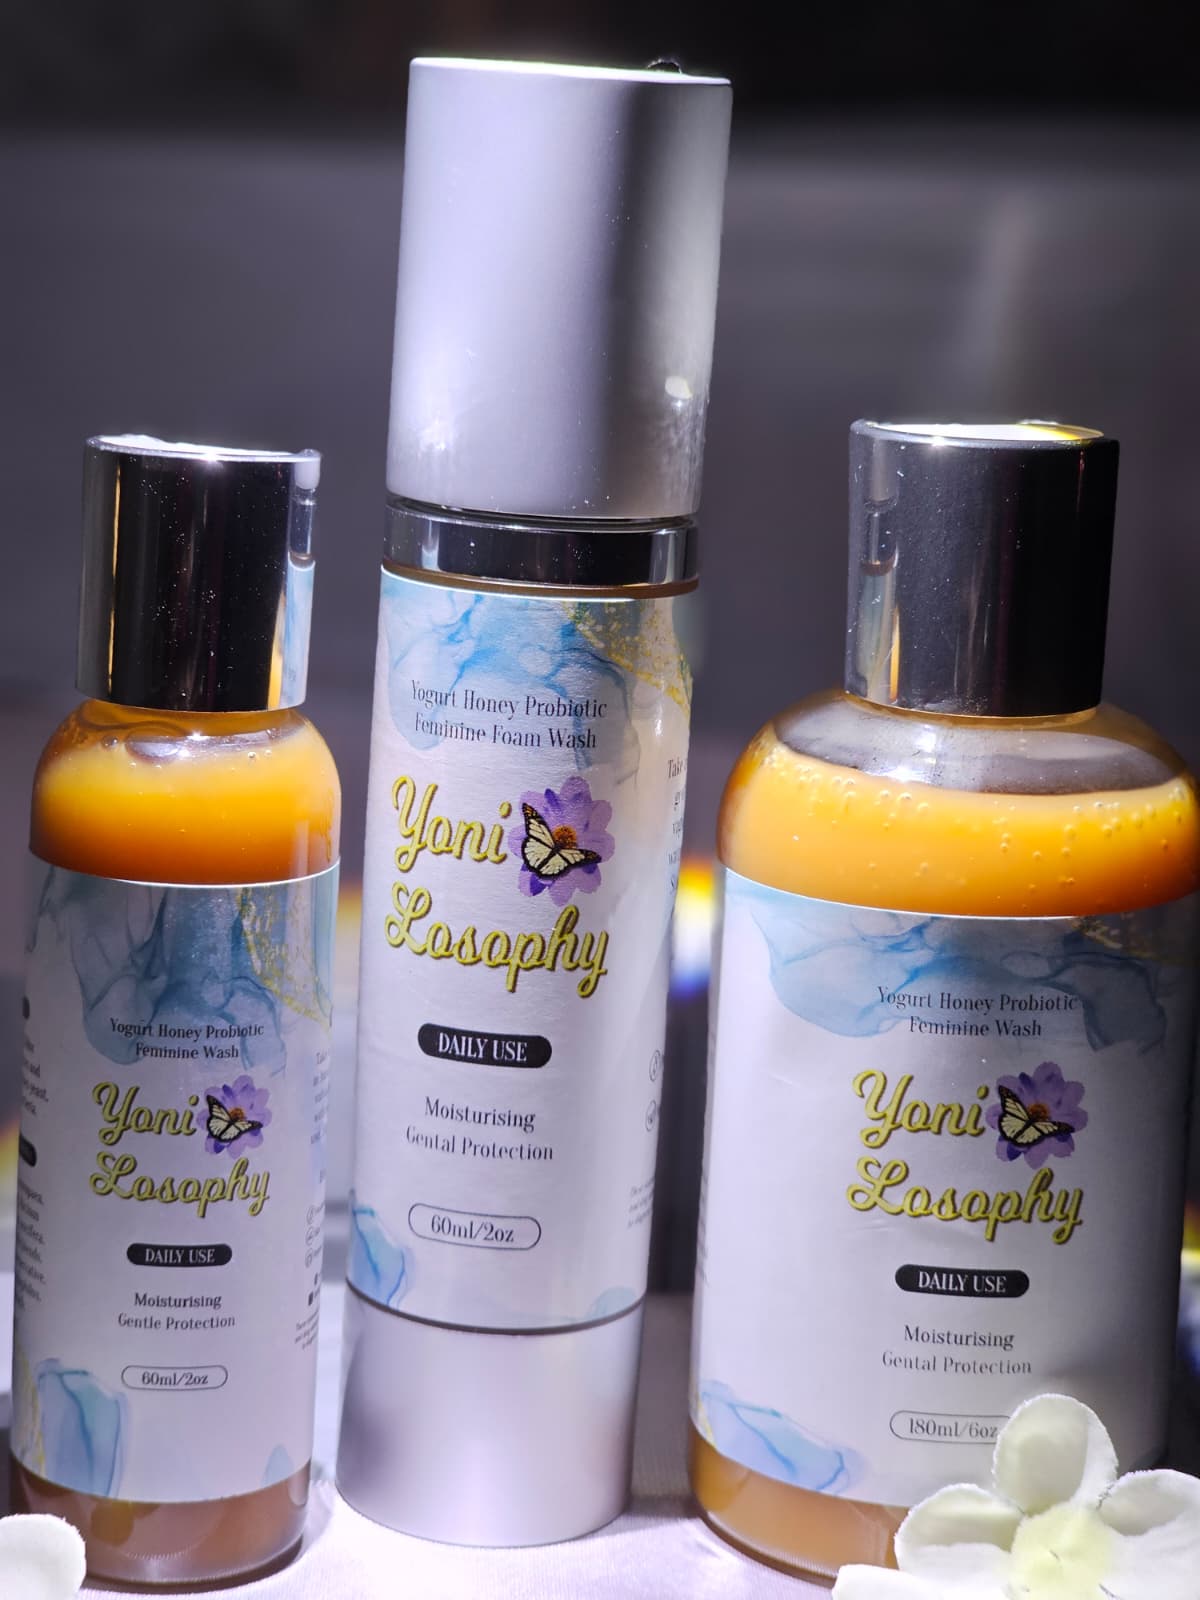 Yogurt Honey Probiotic
Feminine Wash
Yoni
Losophy
DAILY USE
Moisturising
Gentle Protection
60ml/2oz
Yogurt Honey Probiotic
Feminine Foam Wash
Yoni
Losophy
DAILY USE
Moisturising
Gental Protection
60ml/2oz
Take
Yogurt Honey Probiotic
Feminine Wash
Yoni
Losophy
DAILY USE
Moisturising
Gental Protection
180ml/6oz